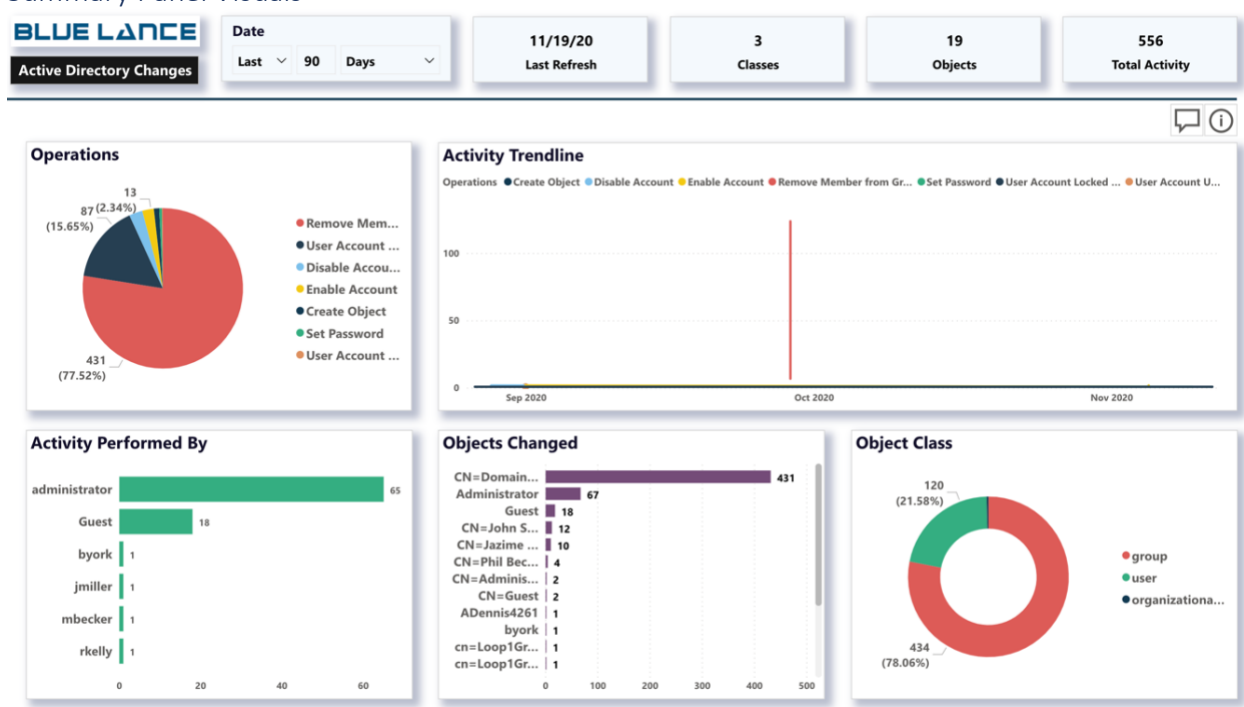 Summary Panel Visuals
BLUE LANCE
Active Directory Changes
Date
Last 90 Days
11/19/20
Last Refresh
3
Classes
19
Objects
556
Total Activity
Operations
13
(2.34%)
87
(15.65%)
431
(77.52%)
Remove Mem...
User Account ...
Disable Accou...
Enable Account
Create Object
Set Password
User Account ...
Activity Trendline
Operations Create Object Disable Account Enable Account Remove Member from Gr... Set Password User Account Locked ... User Account U...
100
50
0
Sep 2020 Oct 2020 Nov 2020
Activity Performed By
administrator 65
Guest 18
byork 1
jmiller 1
mbecker 1
rkelly 1
0 20 40 60
Objects Changed
CN=Domain... 431
Administrator 67
Guest 18
CN=John S... 12
CN=Jazime ... 10
CN=Phil Bec... 4
CN=Adminis... 2
CN=Guest 2
ADennis4261 1
byork 1
cn=Loop1Gr... 1
cn=Loop1Gr... 1
0 100 200 300 400 500
Object Class
120
(21.58%)
434
(78.06%)
group
user
organizationa...